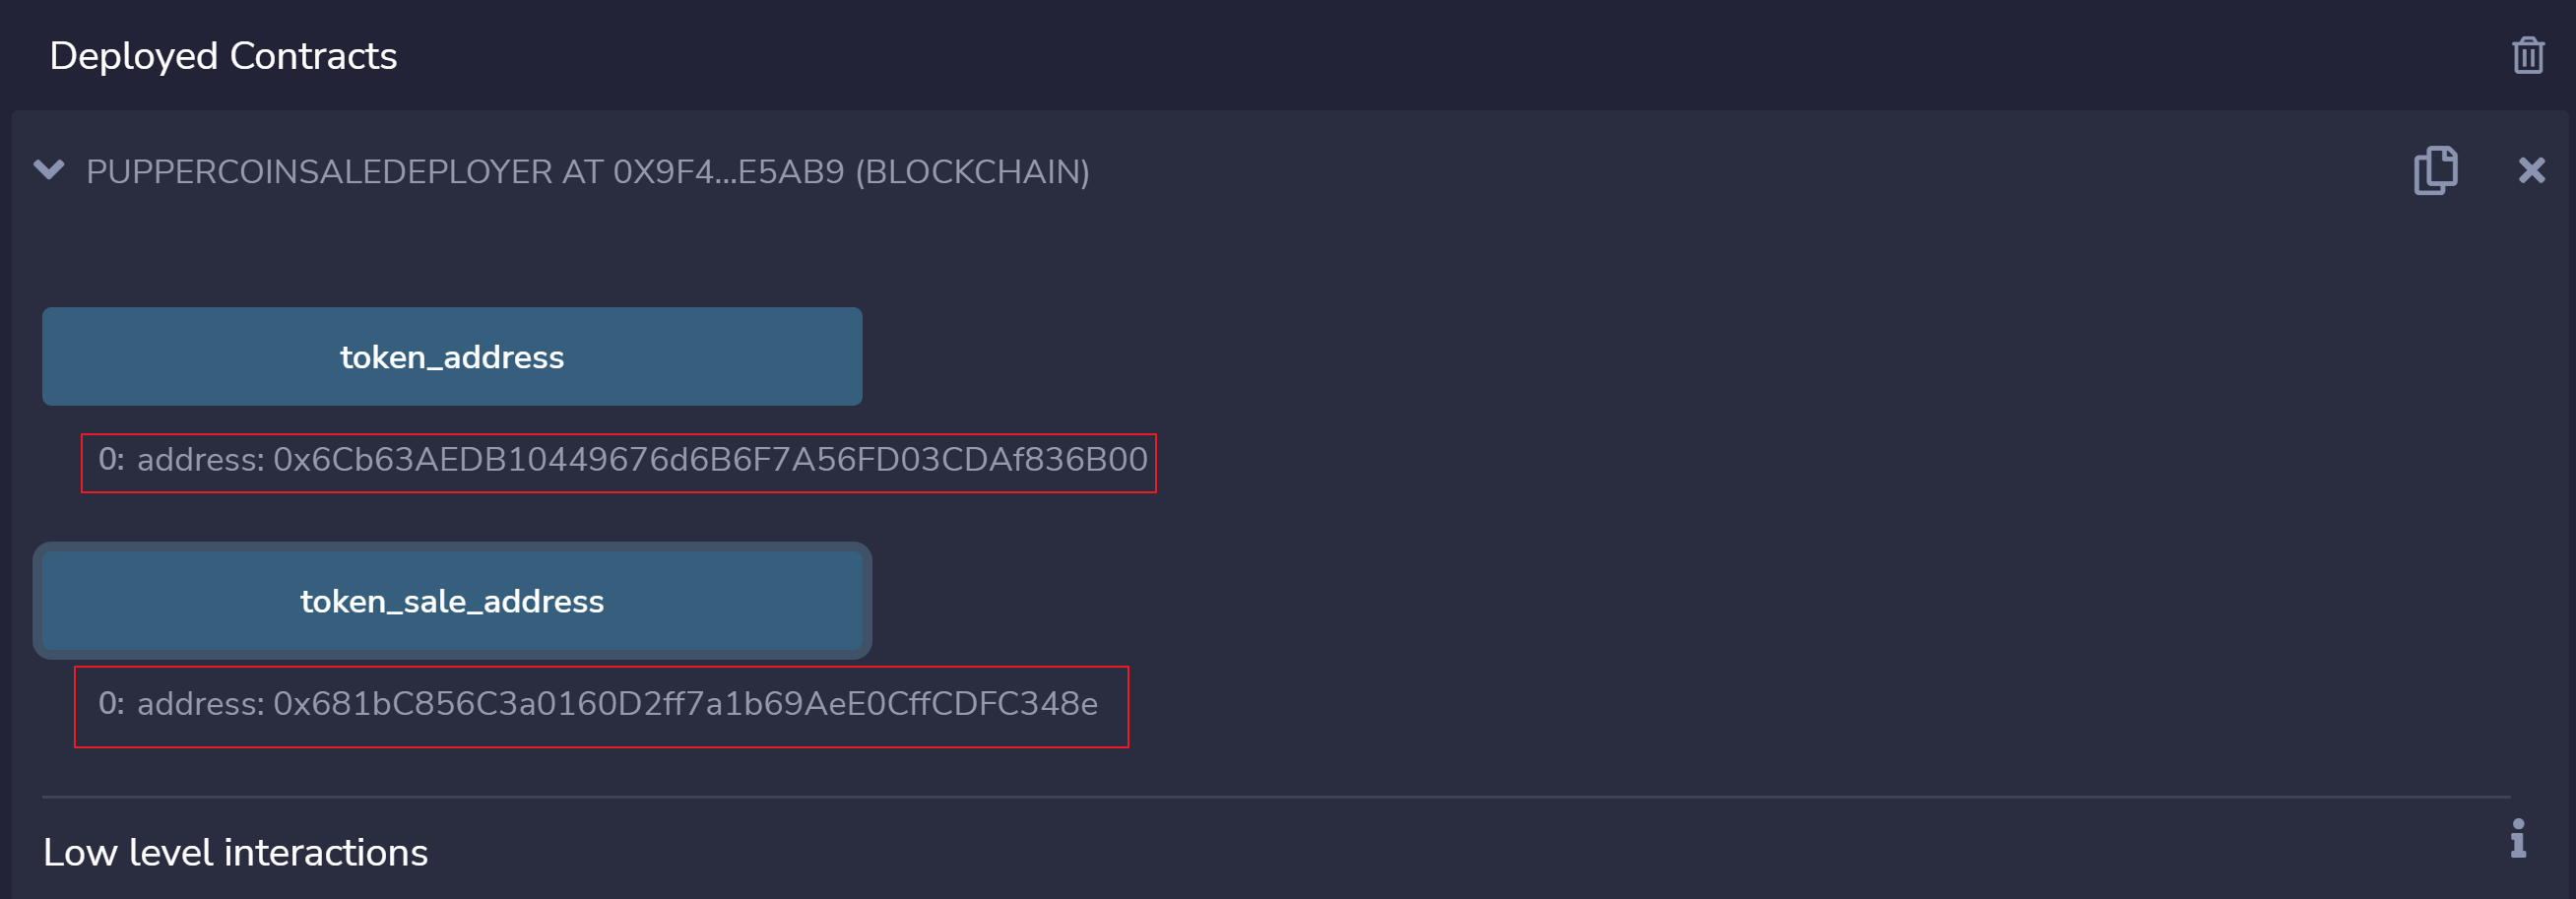 Deployed Contracts
PUPPERCOINSALEDEPLOYER AT 0X9F4...E5AB9 (BLOCKCHAIN)
token_address
0: address: 0x6Cb63AEDB10449676d6B6F7A56FD03CDAf836B00
token_sale_address
0: address: 0x681bC856C3a0160D2ff7a1b69AeE0CffCDFC348e
Low level interactions